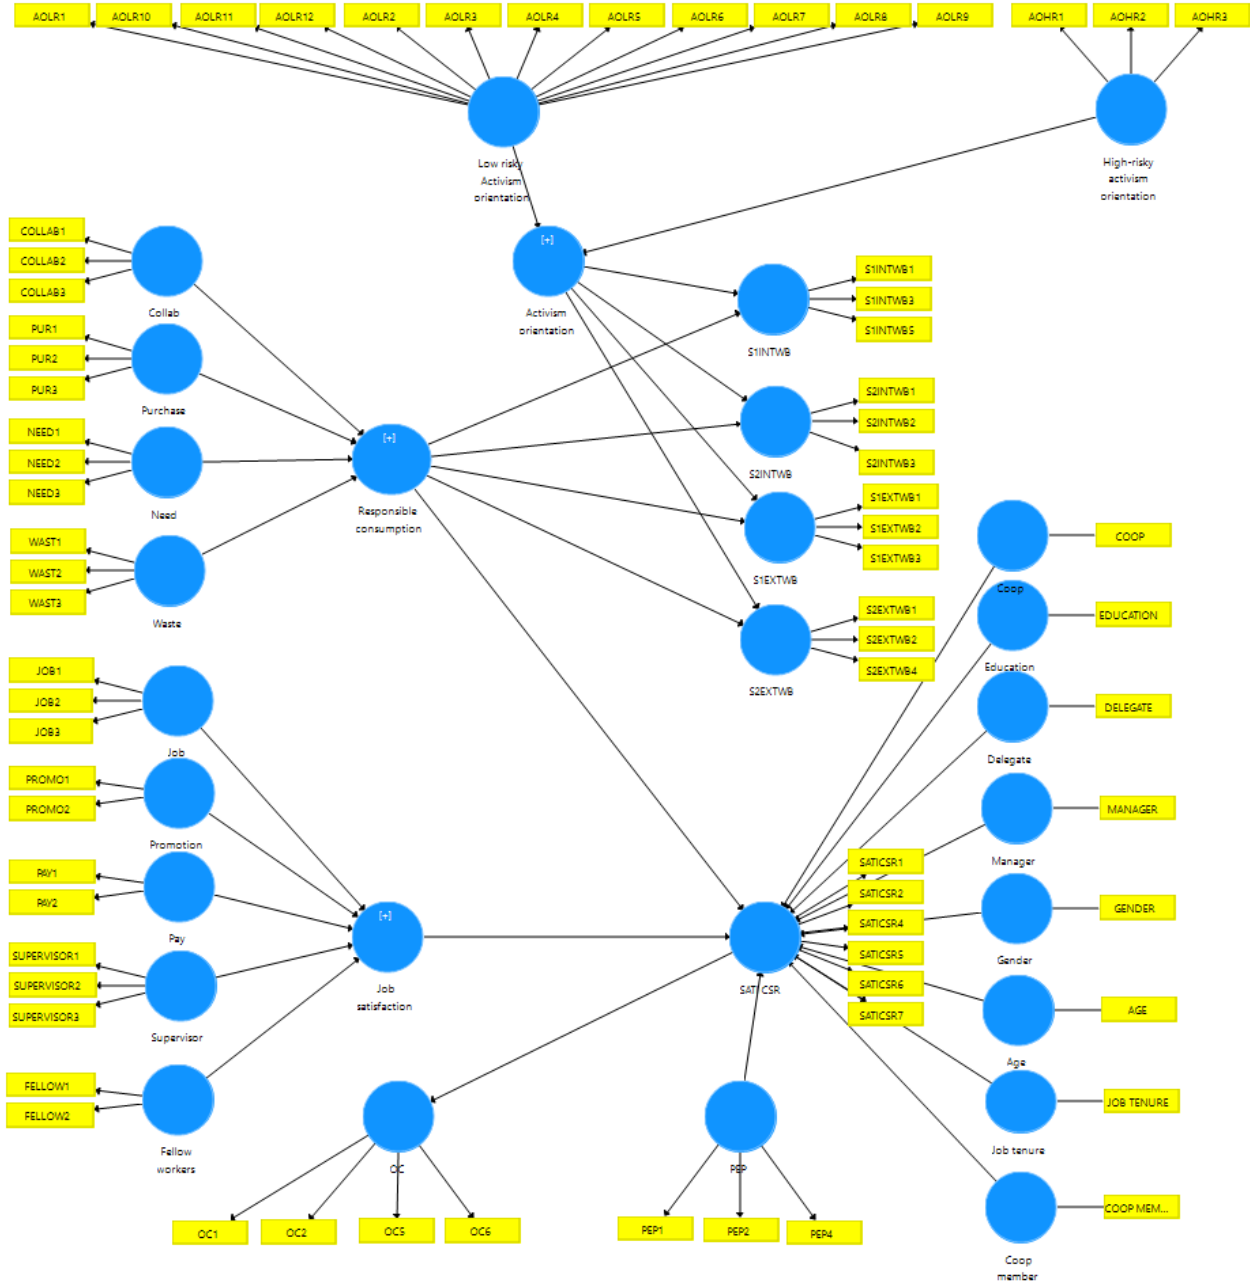 AOLR1
AOLR10
AOLR11
AOLR12
AOLR2
AOLR3
AOLR4
AOLR5
AOLR6
AOLR7
AOLR8
AOLR9
AOHR1
AOHR2
AOHR3
Low risky
Activism
orientation
High-risky
activism
orientation
COLLAB1
COLLAB2
COLLAB3
Collab
PUR1
PUR2
PUR3
Purchase
NEED1
NEED2
NEED3
Need
WAST1
WAST2
WAST3
Waste
[+]
Activism
orientation
[+]
Responsible
consumption
S1INTWB
S1INTWB1
S1INTWB3
S1INTWB5
S2INTWB
S2INTWB1
S2INTWB2
S2INTWB3
S1EXTWB
S1EXTWB1
S1EXTWB2
S1EXTWB3
S2EXTWB
S2EXTWB1
S2EXTWB2
S2EXTWB4
Coop
COOP
Education
EDUCATION
Delegate
DELEGATE
Manager
MANAGER
Gender
GENDER
Age
AGE
Job tenure
JOB TENURE
Coop
member
COOP MEM...
JOB1
JOB2
JOB3
Job
PROMO1
PROMO2
Promotion
PAY1
PAY2
Pay
SUPERVISOR1
SUPERVISOR2
SUPERVISOR3
Supervisor
FELLOW1
FELLOW2
Fellow
workers
[+]
Job
satisfaction
SATICSR
SATICSR1
SATICSR2
SATICSR4
SATICSR5
SATICSR6
SATICSR7
OC
OC1
OC2
OC5
OC6
PEP
PEP1
PEP2
PEP4